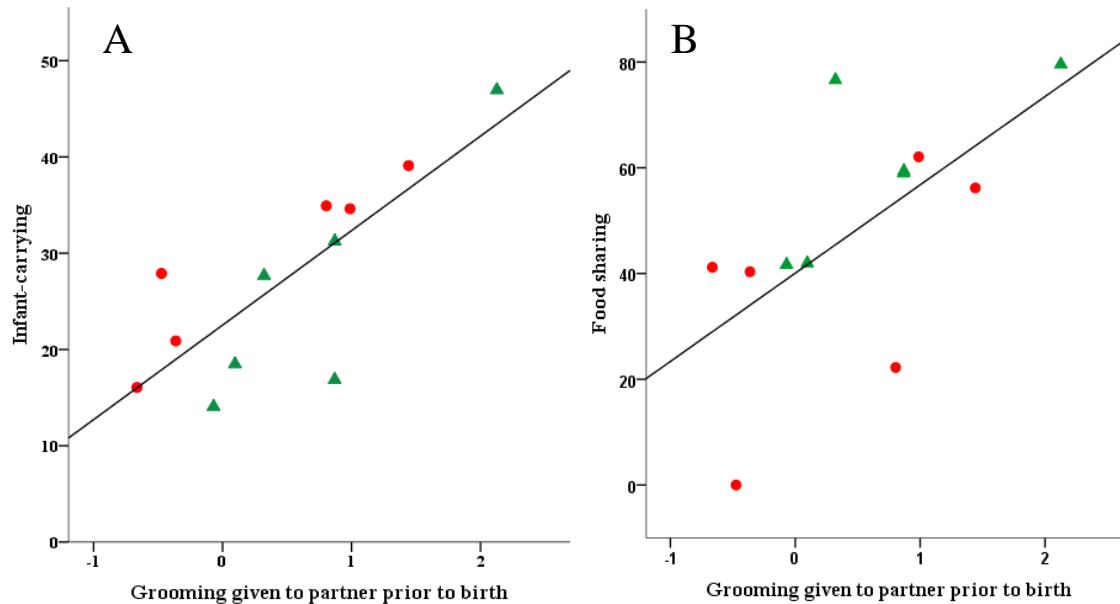 A
50
40
30
20
10
0
Infant-carrying
-1 0 1 2
Grooming given to partner prior to birth
B
80
60
40
20
0
Food sharing
-1 0 1 2
Grooming given to partner prior to birth